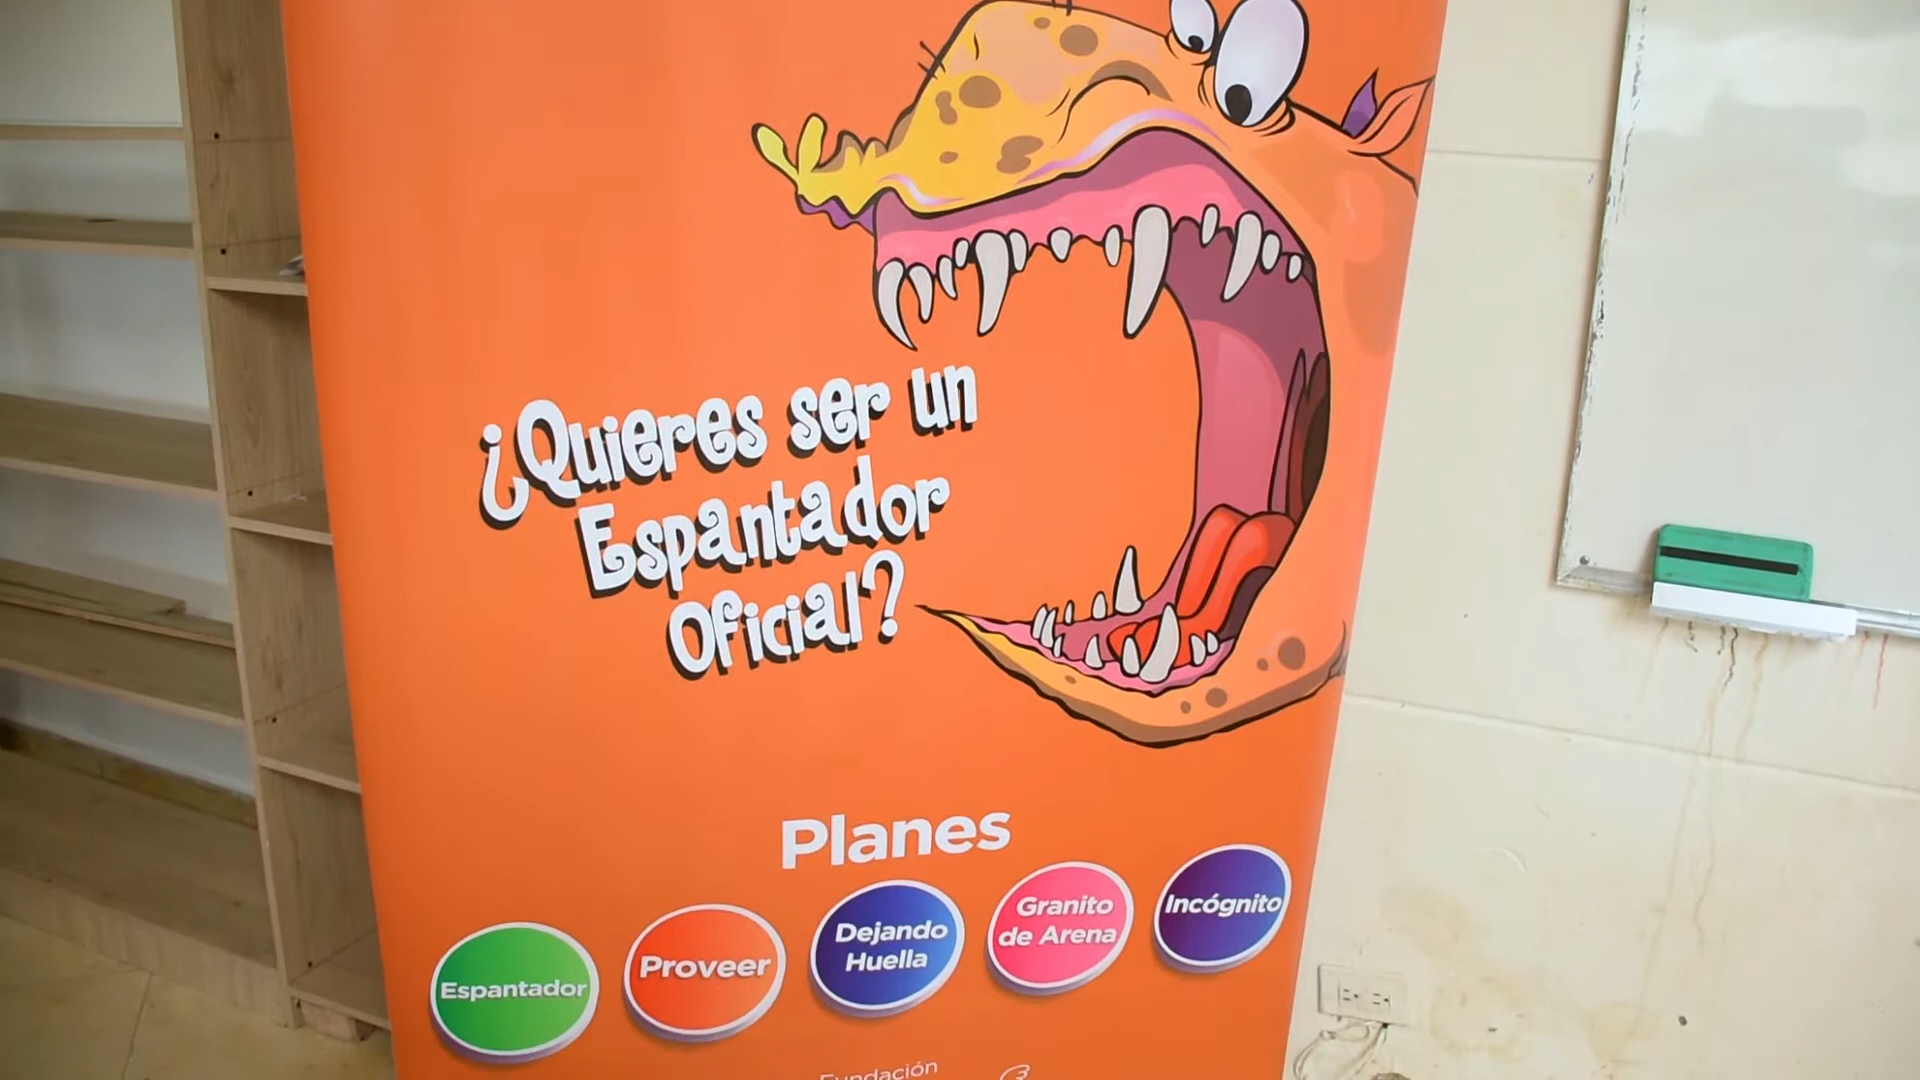 ¿Quieres ser un
Espantador
Oficial?
Planes
Espantador
Proveer
Dejando
Huella
Granito
de Arena
Incógnito
Fundación